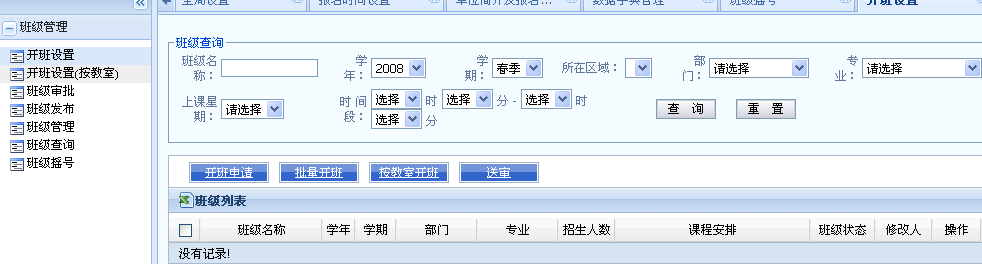 全局设置 报名时间设置 单位简介及报名... 数据字典管理 班级摇号 开班设置
班级管理
开班设置
开班设置(按教室)
班级审批
班级发布
班级管理
班级查询
班级摇号
班级查询
班级名称: 学年: 2008 学期: 春季 所在区域: 部门: 请选择 专业: 请选择
上课星期: 请选择 时间段: 选择 时 选择 分 - 选择 时 选择 分 查 询 重 置
开班申请 批量开班 按教室开班 送审
班级列表
班级名称 学年 学期 部门 专业 招生人数 课程安排 班级状态 修改人 操作
没有记录!